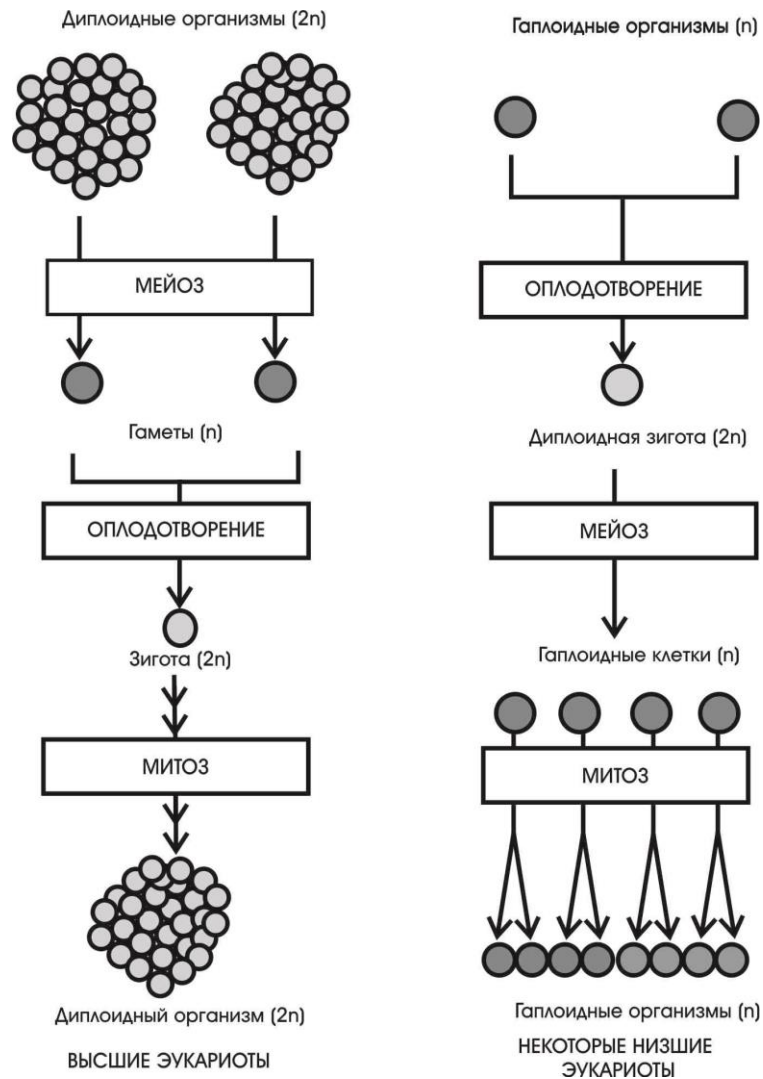 Диплоидные организмы (2n)
МЕЙОЗ
Гаметы (n)
ОПЛОДОТВОРЕНИЕ
Зигота (2n)
МИТОЗ
Диплоидный организм (2n)
ВЫСШИЕ ЭУКАРИОТЫ
Гаплоидные организмы (n)
ОПЛОДОТВОРЕНИЕ
Диплоидная зигота (2n)
МЕЙОЗ
Гаплоидные клетки (n)
МИТОЗ
Гаплоидные организмы (n)
НЕКОТОРЫЕ НИЗШИЕ
ЭУКАРИОТЫ